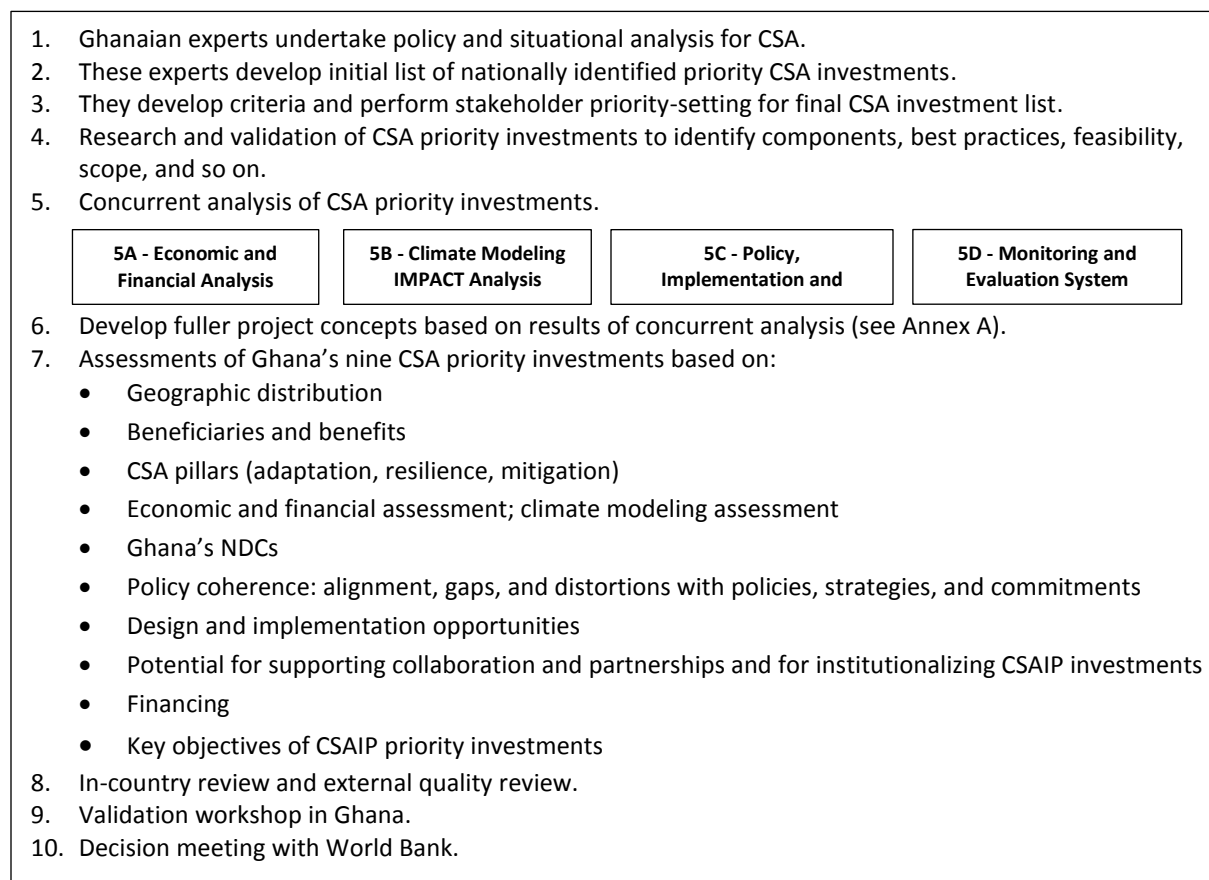 1. Ghanaian experts undertake policy and situational analysis for CSA.
2. These experts develop initial list of nationally identified priority CSA investments.
3. They develop criteria and perform stakeholder priority-setting for final CSA investment list.
4. Research and validation of CSA priority investments to identify components, best practices, feasibility,
scope, and so on.
5. Concurrent analysis of CSA priority investments.
5A - Economic and
Financial Analysis
5B - Climate Modeling
IMPACT Analysis
5C - Policy,
Implementation and
5D - Monitoring and
Evaluation System
6. Develop fuller project concepts based on results of concurrent analysis (see Annex A).
7. Assessments of Ghana’s nine CSA priority investments based on:
• Geographic distribution
• Beneficiaries and benefits
• CSA pillars (adaptation, resilience, mitigation)
• Economic and financial assessment; climate modeling assessment
• Ghana’s NDCs
• Policy coherence: alignment, gaps, and distortions with policies, strategies, and commitments
• Design and implementation opportunities
• Potential for supporting collaboration and partnerships and for institutionalizing CSAIP investments
• Financing
• Key objectives of CSAIP priority investments
8. In-country review and external quality review.
9. Validation workshop in Ghana.
10. Decision meeting with World Bank.